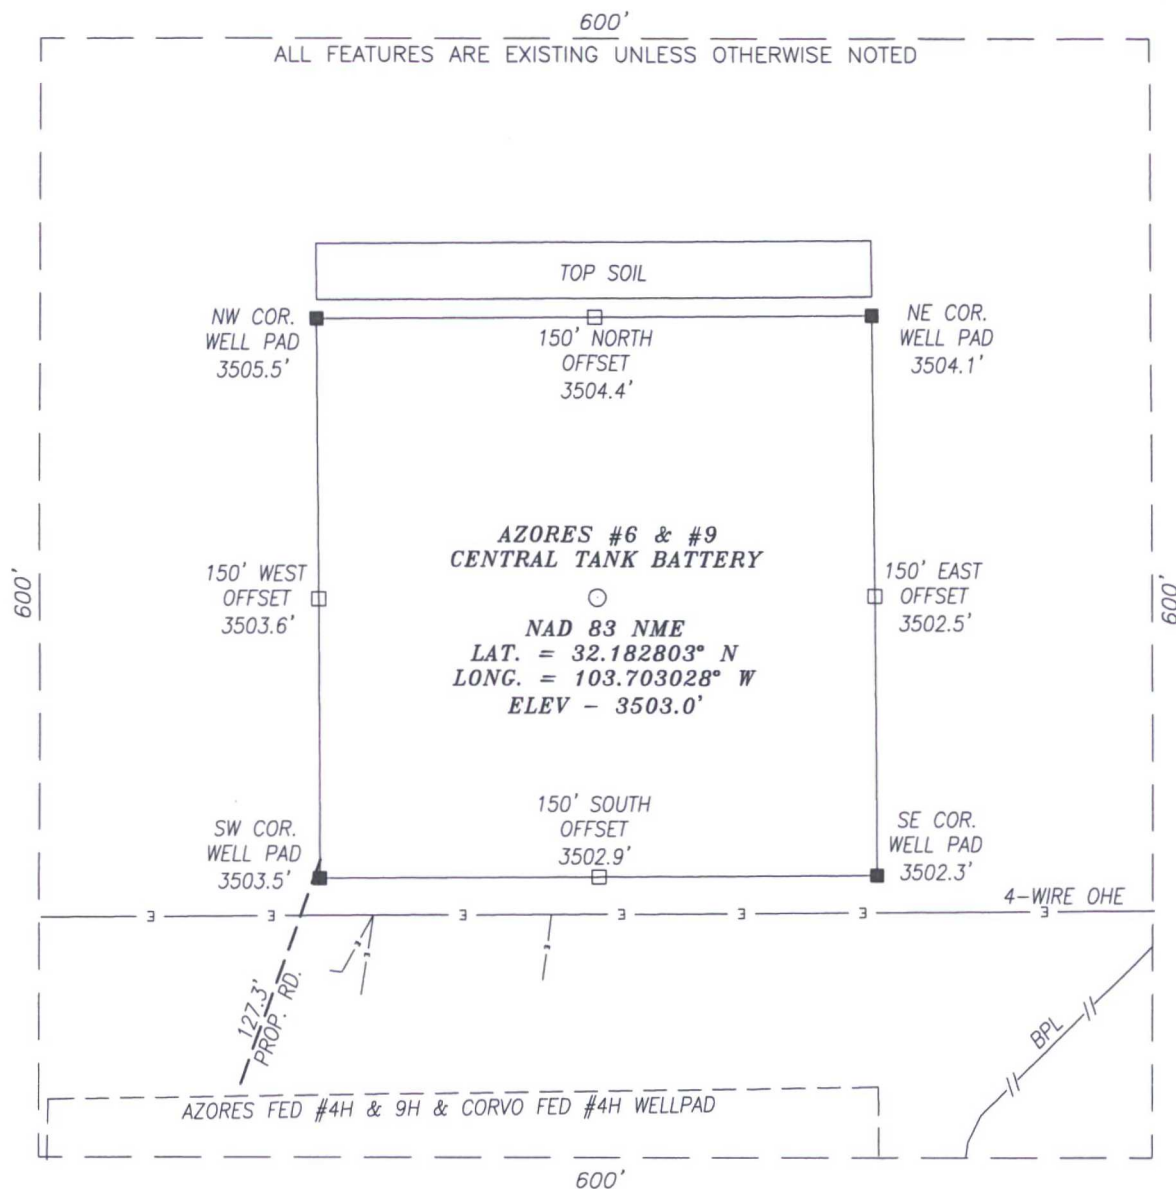 600'
ALL FEATURES ARE EXISTING UNLESS OTHERWISE NOTED
TOP SOIL
NW COR.
WELL PAD
3505.5'
150' NORTH
OFFSET
3504.4'
NE COR.
WELL PAD
3504.1'
AZORES #6 & #9
CENTRAL TANK BATTERY
600'
150' WEST
OFFSET
3503.6'
150' EAST
OFFSET
3502.5'
600'
NAD 83 NME
LAT. = 32.182803° N
LONG. = 103.703028° W
ELEV - 3503.0'
SW COR.
WELL PAD
3503.5'
150' SOUTH
OFFSET
3502.9'
SE COR.
WELL PAD
3502.3'
4-WIRE OHE
127.3'
PROP. RD.
BPL
AZORES FED #4H & 9H & CORVO FED #4H WELLPAD
600'